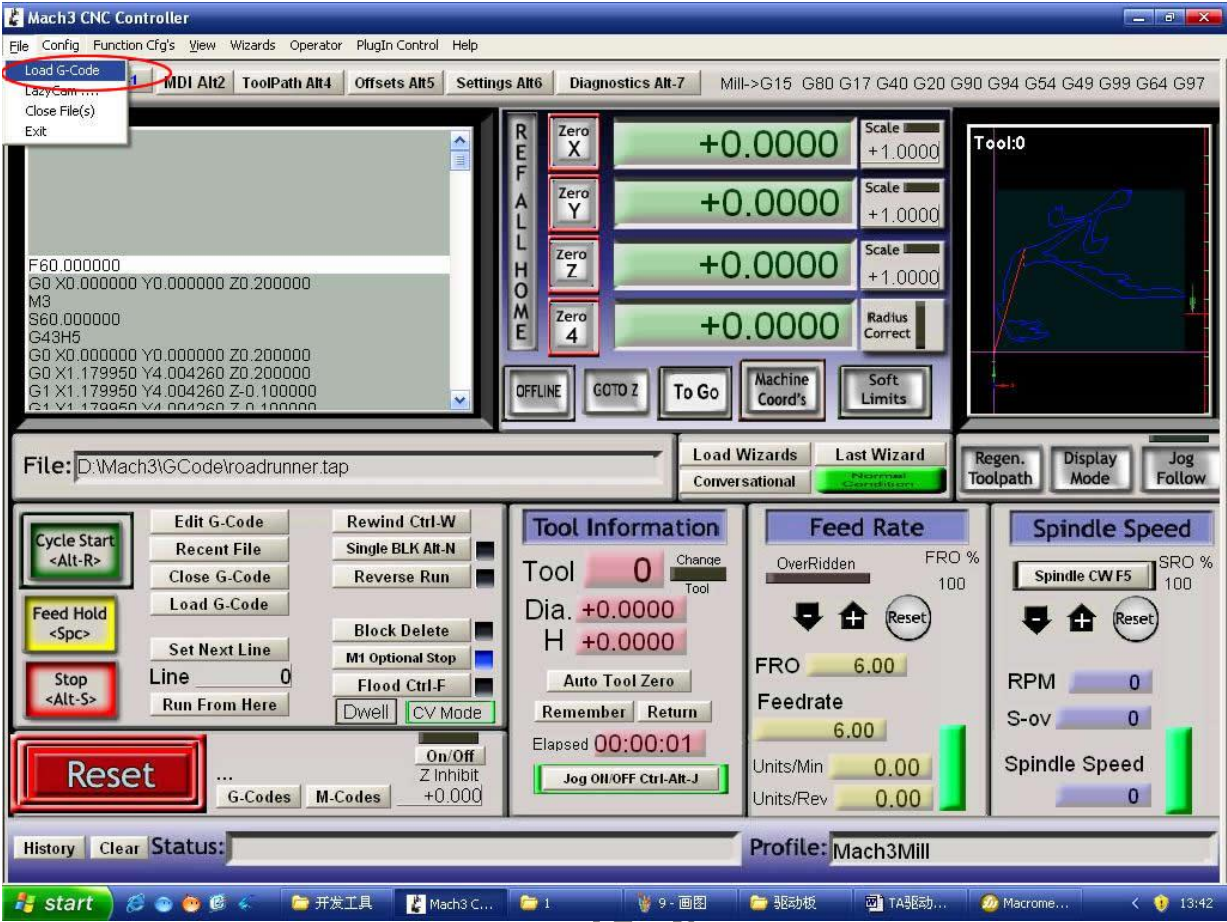 Mach3 CNC Controller
File Config Function Cfg's View Wizards Operator PlugIn Control Help
Load G-Code
LazyCam ....
Close File(s)
Exit
1 MDI Alt2 ToolPath Alt4 Offsets Alt5 Settings Alt6 Diagnostics Alt-7 Mill->G15 G80 G17 G40 G20 G90 G94 G54 G49 G99 G64 G97
F60.000000
G0 X0.000000 Y0.000000 Z0.200000
M3
S60.000000
G43H5
G0 X0.000000 Y0.000000 Z0.200000
G0 X1.179950 Y4.004260 Z0.200000
G1 X1.179950 Y4.004260 Z-0.100000
G1 X1.179950 Y4.004260 Z-0.100000
REF ALL HOME
Zero X +0.0000 Scale +1.0000
Zero Y +0.0000 Scale +1.0000
Zero Z +0.0000 Scale +1.0000
Zero 4 +0.0000 Radius Correct
OFFLINE GOTO Z To Go Machine Coord's Soft Limits
Tool:0
File: D:\Mach3\GCode\roadrunner.tap
Load Wizards Last Wizard
Conversational Normal Condition
Regen. Toolpath Display Mode Jog Follow
Cycle Start <Alt-R>
Feed Hold <Spc>
Stop <Alt-S>
Edit G-Code
Recent File
Close G-Code
Load G-Code
Set Next Line
Line 0
Run From Here
Rewind Ctrl-W
Single BLK Alt-N
Reverse Run
Block Delete
M1 Optional Stop
Flood Ctrl-F
Dwell CV Mode
Reset
...
G-Codes M-Codes
On/Off
Z Inhibit
+0.000
Tool Information
Tool 0 Change Tool
Dia. +0.0000
H +0.0000
Auto Tool Zero
Remember Return
Elapsed 00:00:01
Jog ON/OFF Ctrl-Alt-J
Feed Rate
OverRidden FRO % 100
Reset
FRO 6.00
Feedrate
6.00
Units/Min 0.00
Units/Rev 0.00
Spindle Speed
Spindle CW F5 SRO % 100
Reset
RPM 0
S-ov 0
Spindle Speed
0
History Clear Status:
Profile: Mach3Mill
start 开发工具 Mach3 C... 1 9 - 画图 驱动板 TA驱动... Macrome... 13:42